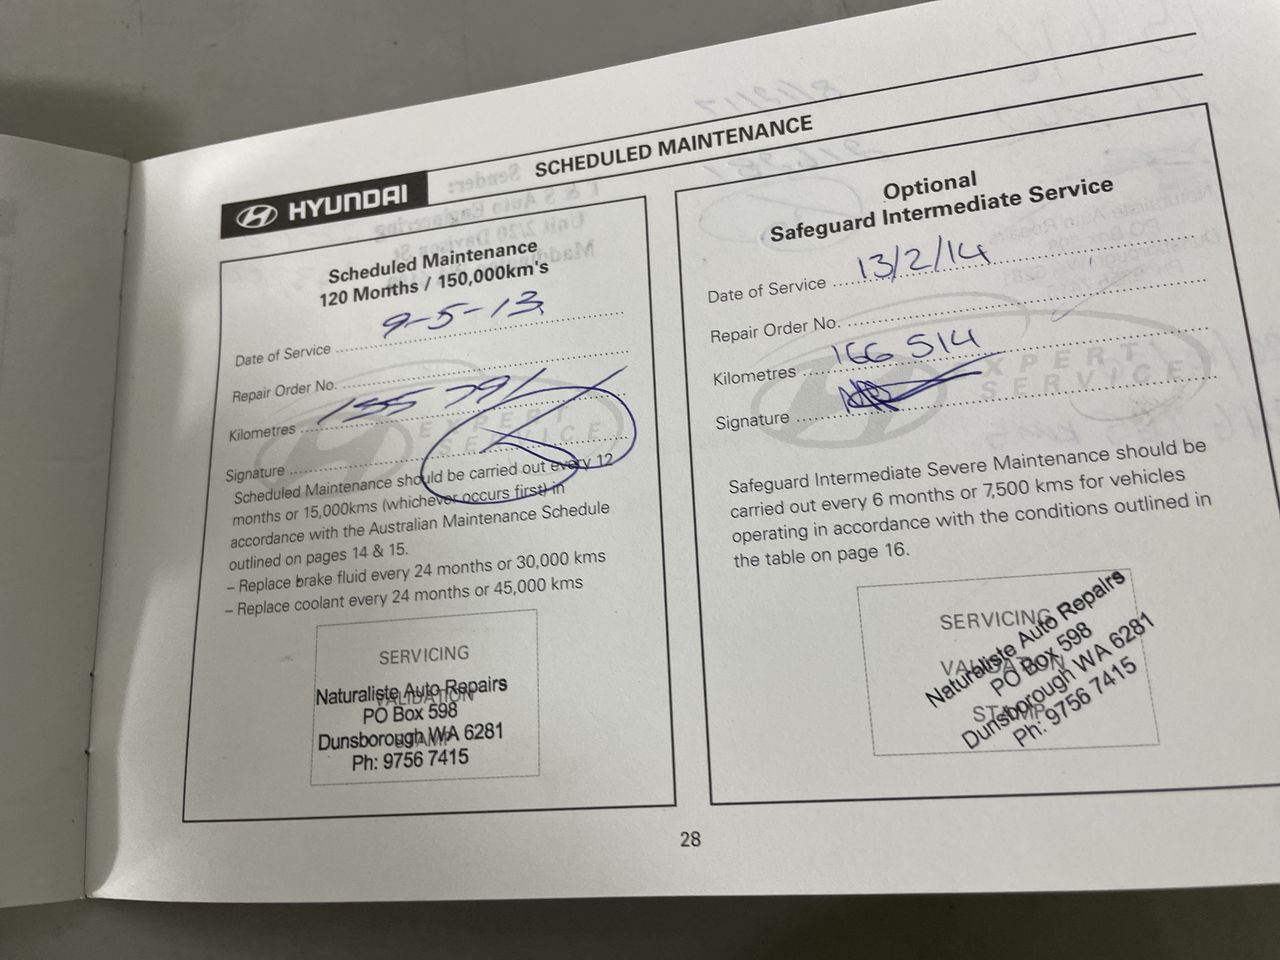 HYUNDAI
SCHEDULED MAINTENANCE
Scheduled Maintenance
120 Months / 150,000km's
Date of Service 9-5-13
Repair Order No.
Kilometres 155 791
Signature
Scheduled Maintenance should be carried out every 12
months or 15,000kms (whichever occurs first) in
accordance with the Australian Maintenance Schedule
outlined on pages 14 & 15.
– Replace brake fluid every 24 months or 30,000 kms
– Replace coolant every 24 months or 45,000 kms
SERVICING
VALIDATION
STAMP
Naturaliste Auto Repairs
PO Box 598
Dunsborough WA 6281
Ph: 9756 7415
Optional
Safeguard Intermediate Service
Date of Service 13/2/14
Repair Order No.
Kilometres 166 514
Signature
EXPERT
SERVICE
Safeguard Intermediate Severe Maintenance should be
carried out every 6 months or 7,500 kms for vehicles
operating in accordance with the conditions outlined in
the table on page 16.
SERVICING
VALIDATION
STAMP
Naturaliste Auto Repairs
PO Box 598
Dunsborough WA 6281
Ph: 9756 7415
28